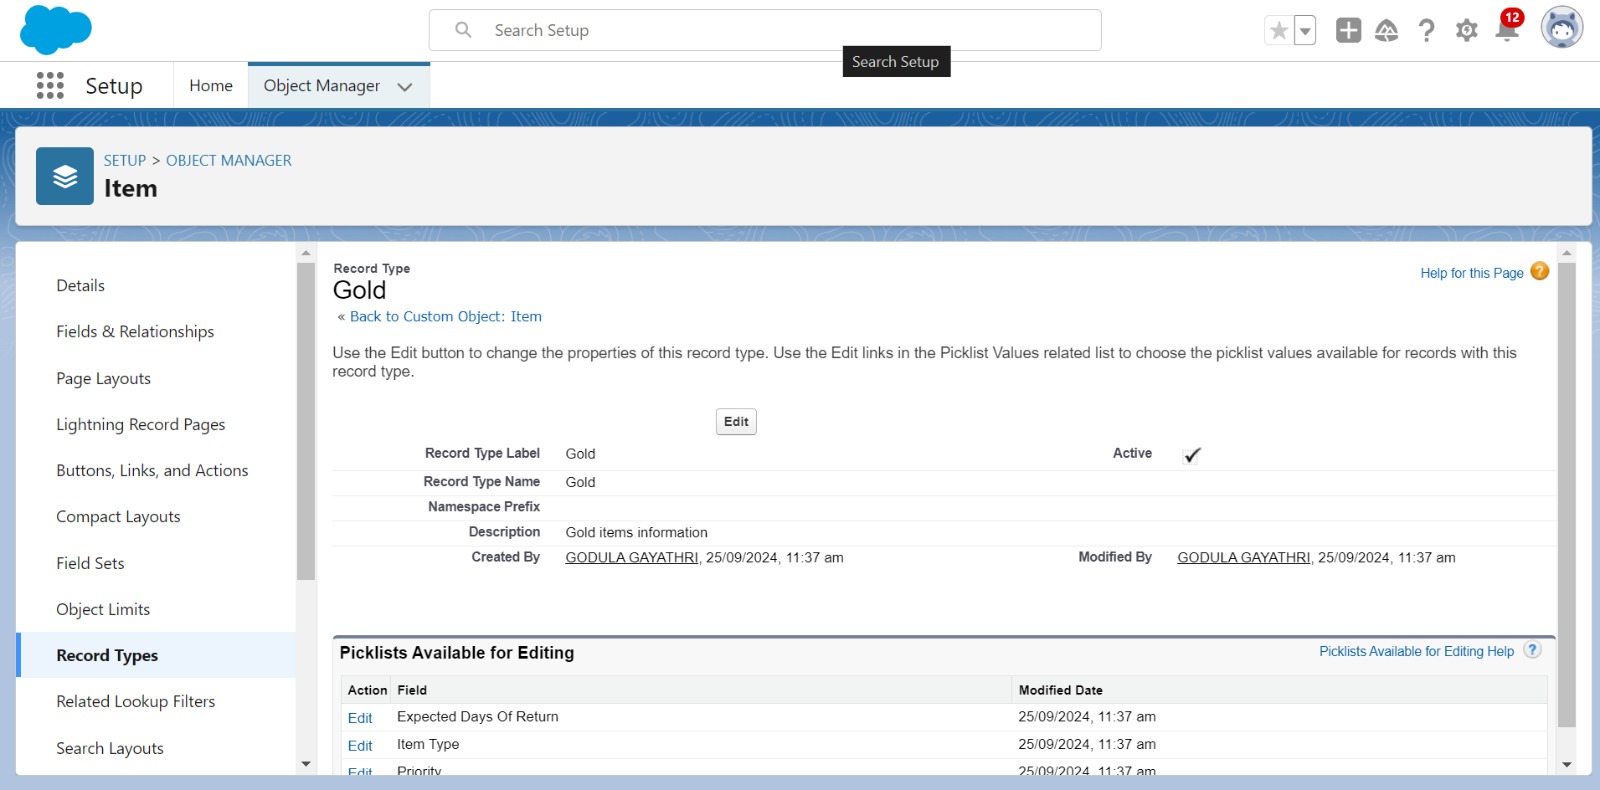 Search Setup
12
Search Setup
Setup
Home
Object Manager
SETUP > OBJECT MANAGER
Item
Details
Fields & Relationships
Page Layouts
Lightning Record Pages
Buttons, Links, and Actions
Compact Layouts
Field Sets
Object Limits
Record Types
Related Lookup Filters
Search Layouts
Record Type
Gold
Help for this Page ?
« Back to Custom Object: Item
Use the Edit button to change the properties of this record type. Use the Edit links in the Picklist Values related list to choose the picklist values available for records with this
record type.
Edit
Record Type Label Gold Active
Record Type Name Gold
Namespace Prefix
Description Gold items information
Created By GODULA GAYATHRI, 25/09/2024, 11:37 am Modified By GODULA GAYATHRI, 25/09/2024, 11:37 am
Picklists Available for Editing
Picklists Available for Editing Help ?
Action Field Modified Date
Edit Expected Days Of Return 25/09/2024, 11:37 am
Edit Item Type 25/09/2024, 11:37 am
Edit Priority 25/09/2024, 11:37 am